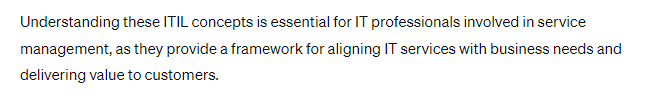 Understanding these ITIL concepts is essential for IT professionals involved in service
management, as they provide a framework for aligning IT services with business needs and
delivering value to customers.